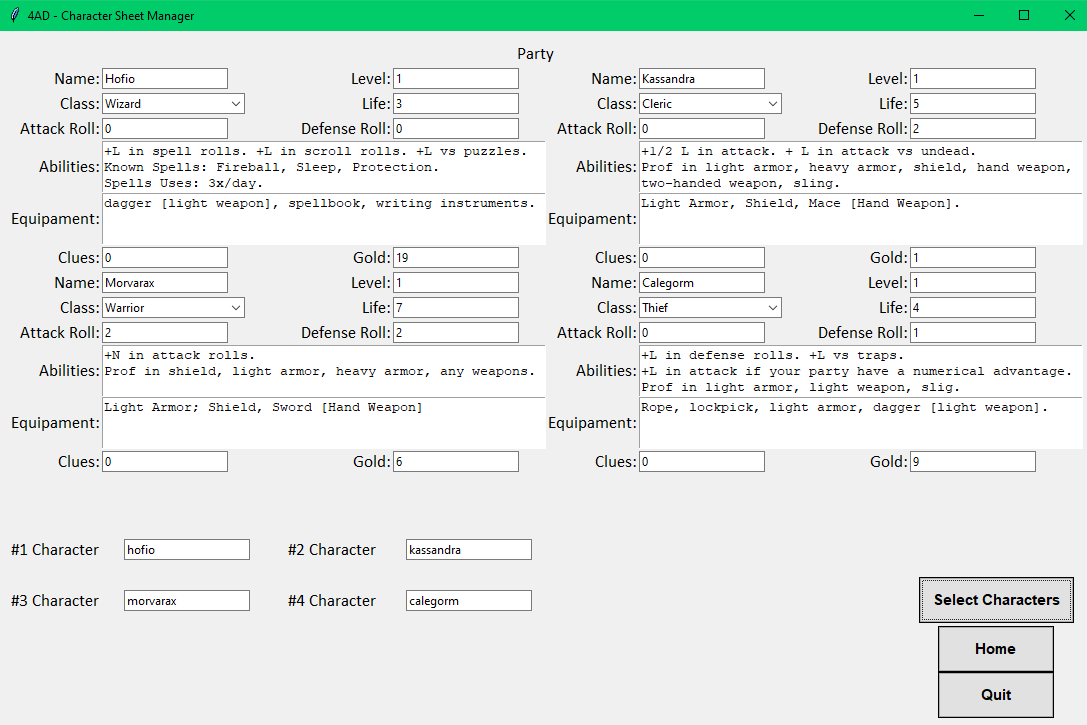 4AD - Character Sheet Manager
Party
Name: Hofio Level: 1 Name: Kassandra Level: 1
Class: Wizard Life: 3 Class: Cleric Life: 5
Attack Roll: 0 Defense Roll: 0 Attack Roll: 0 Defense Roll: 2
Abilities: +L in spell rolls. +L in scroll rolls. +L vs puzzles.
Known Spells: Fireball, Sleep, Protection.
Spells Uses: 3x/day.
Abilities: +1/2 L in attack. + L in attack vs undead.
Prof in light armor, heavy armor, shield, hand weapon,
two-handed weapon, sling.
Equipament: dagger [light weapon], spellbook, writing instruments.
Equipament: Light Armor, Shield, Mace [Hand Weapon].
Clues: 0 Gold: 19 Clues: 0 Gold: 1
Name: Morvarax Level: 1 Name: Calegorm Level: 1
Class: Warrior Life: 7 Class: Thief Life: 4
Attack Roll: 2 Defense Roll: 2 Attack Roll: 0 Defense Roll: 1
Abilities: +N in attack rolls.
Prof in shield, light armor, heavy armor, any weapons.
Abilities: +L in defense rolls. +L vs traps.
+L in attack if your party have a numerical advantage.
Prof in light armor, light weapon, slig.
Equipament: Light Armor; Shield, Sword [Hand Weapon]
Equipament: Rope, lockpick, light armor, dagger [light weapon].
Clues: 0 Gold: 6 Clues: 0 Gold: 9
#1 Character hofio #2 Character kassandra
#3 Character morvarax #4 Character calegorm
Select Characters
Home
Quit